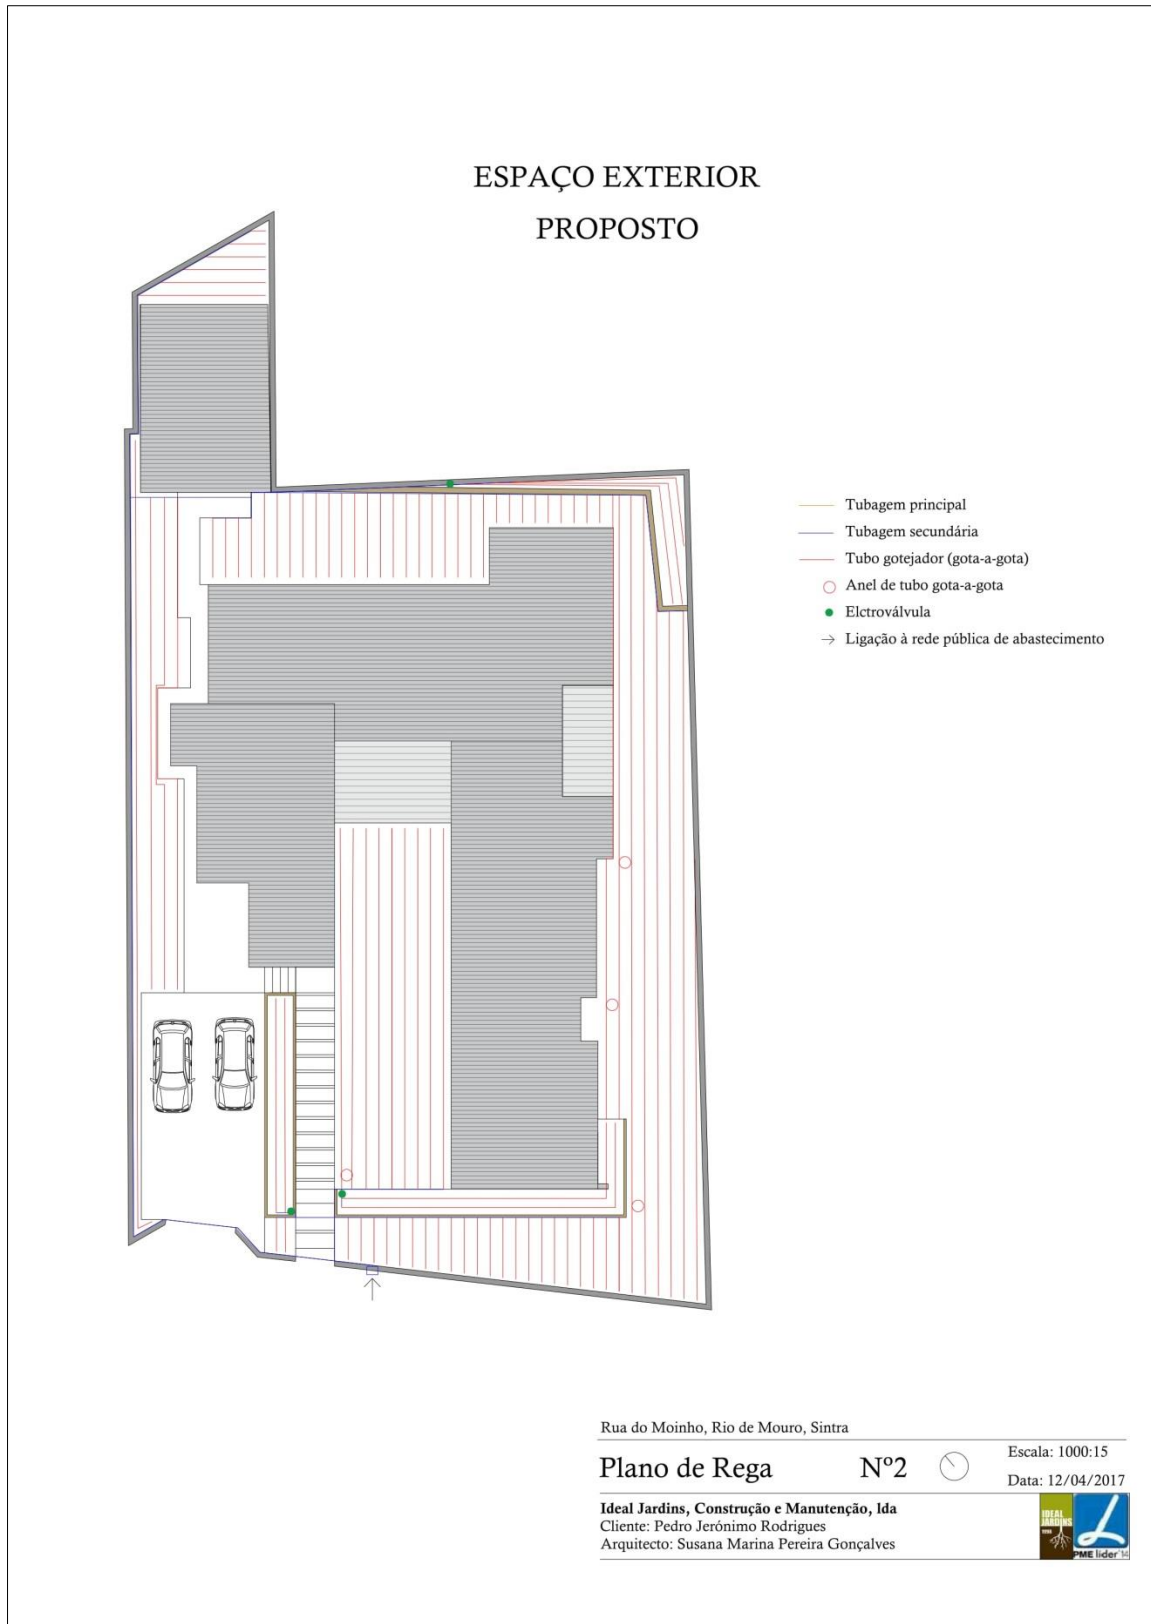 ESPAÇO EXTERIOR
PROPOSTO
Tubagem principal
Tubagem secundária
Tubo gotejador (gota-a-gota)
Anel de tubo gota-a-gota
Elctroválvula
Ligação à rede pública de abastecimento
Rua do Moinho, Rio de Mouro, Sintra
Plano de Rega Nº2
Escala: 1000:15
Data: 12/04/2017
Ideal Jardins, Construção e Manutenção, lda
Cliente: Pedro Jerónimo Rodrigues
Arquitecto: Susana Marina Pereira Gonçalves
IDEAL
JARDINS
PME líder'14